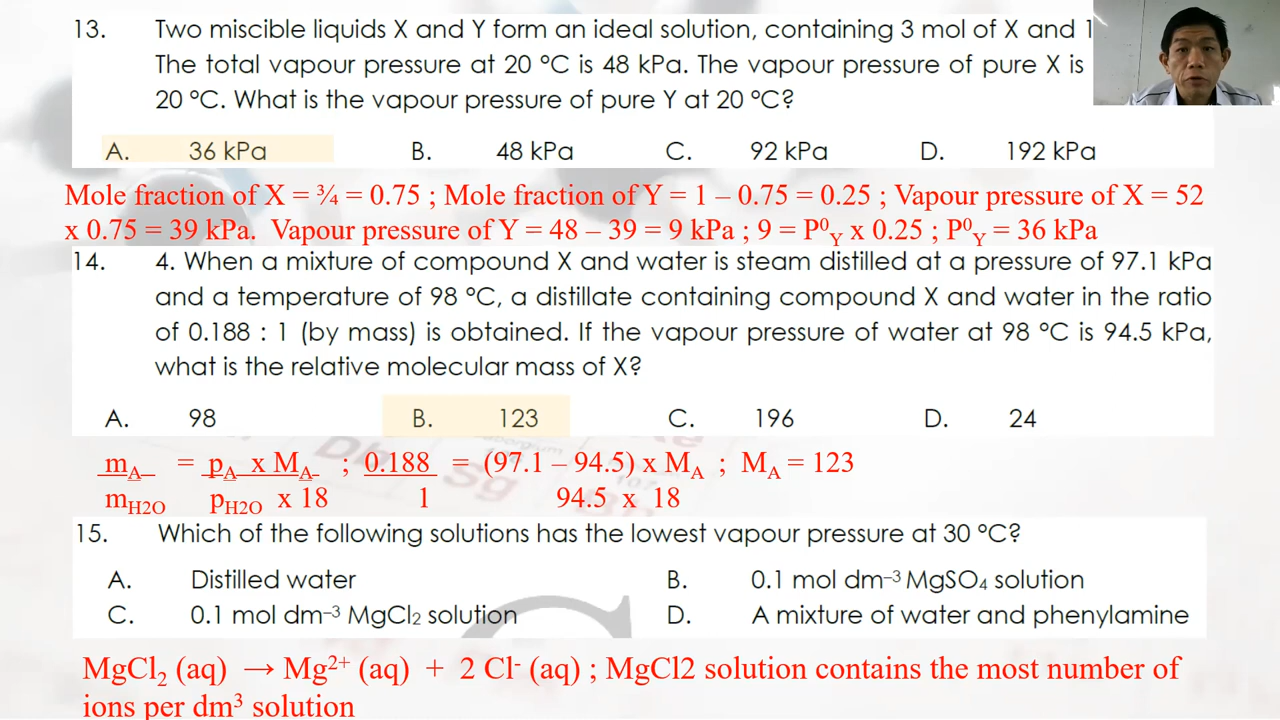 13. Two miscible liquids X and Y form an ideal solution, containing 3 mol of X and 1
The total vapour pressure at 20 °C is 48 kPa. The vapour pressure of pure X is
20 °C. What is the vapour pressure of pure Y at 20 °C?
A. 36 kPa B. 48 kPa C. 92 kPa D. 192 kPa
Mole fraction of X = ¾ = 0.75 ; Mole fraction of Y = 1 – 0.75 = 0.25 ; Vapour pressure of X = 52
x 0.75 = 39 kPa. Vapour pressure of Y = 48 – 39 = 9 kPa ; 9 = P⁰Y x 0.25 ; P⁰Y = 36 kPa
14. 4. When a mixture of compound X and water is steam distilled at a pressure of 97.1 kPa
and a temperature of 98 °C, a distillate containing compound X and water in the ratio
of 0.188 : 1 (by mass) is obtained. If the vapour pressure of water at 98 °C is 94.5 kPa,
what is the relative molecular mass of X?
A. 98 B. 123 C. 196 D. 24
mA = pA x MA ; 0.188 = (97.1 – 94.5) x MA ; MA = 123
mH2O pH2O x 18 1 94.5 x 18
15. Which of the following solutions has the lowest vapour pressure at 30 °C?
A. Distilled water B. 0.1 mol dm⁻³ MgSO₄ solution
C. 0.1 mol dm⁻³ MgCl₂ solution D. A mixture of water and phenylamine
MgCl₂ (aq) → Mg²⁺ (aq) + 2 Cl⁻ (aq) ; MgCl2 solution contains the most number of
ions per dm³ solution